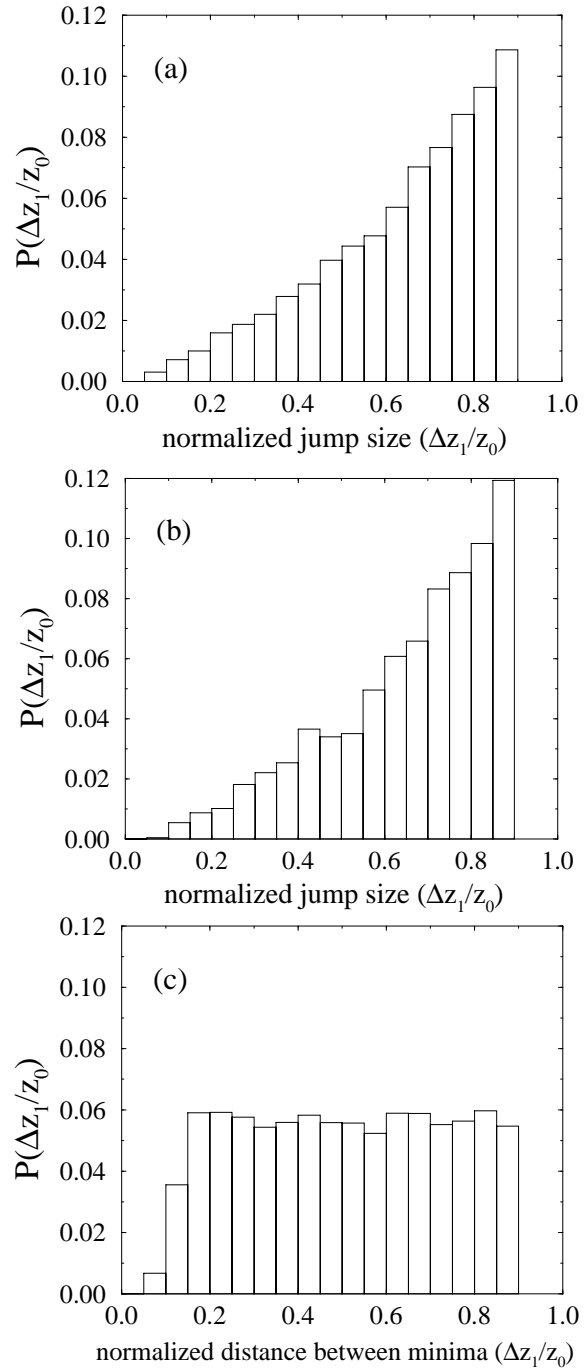 0.12
0.10
0.08
0.06
0.04
0.02
0.00
P(Δz₁/z₀)
(a)
0.0 0.2 0.4 0.6 0.8 1.0
normalized jump size (Δz₁/z₀)
0.12
0.10
0.08
0.06
0.04
0.02
0.00
P(Δz₁/z₀)
(b)
0.0 0.2 0.4 0.6 0.8 1.0
normalized jump size (Δz₁/z₀)
0.12
0.10
0.08
0.06
0.04
0.02
0.00
P(Δz₁/z₀)
(c)
0.0 0.2 0.4 0.6 0.8 1.0
normalized distance between minima (Δz₁/z₀)